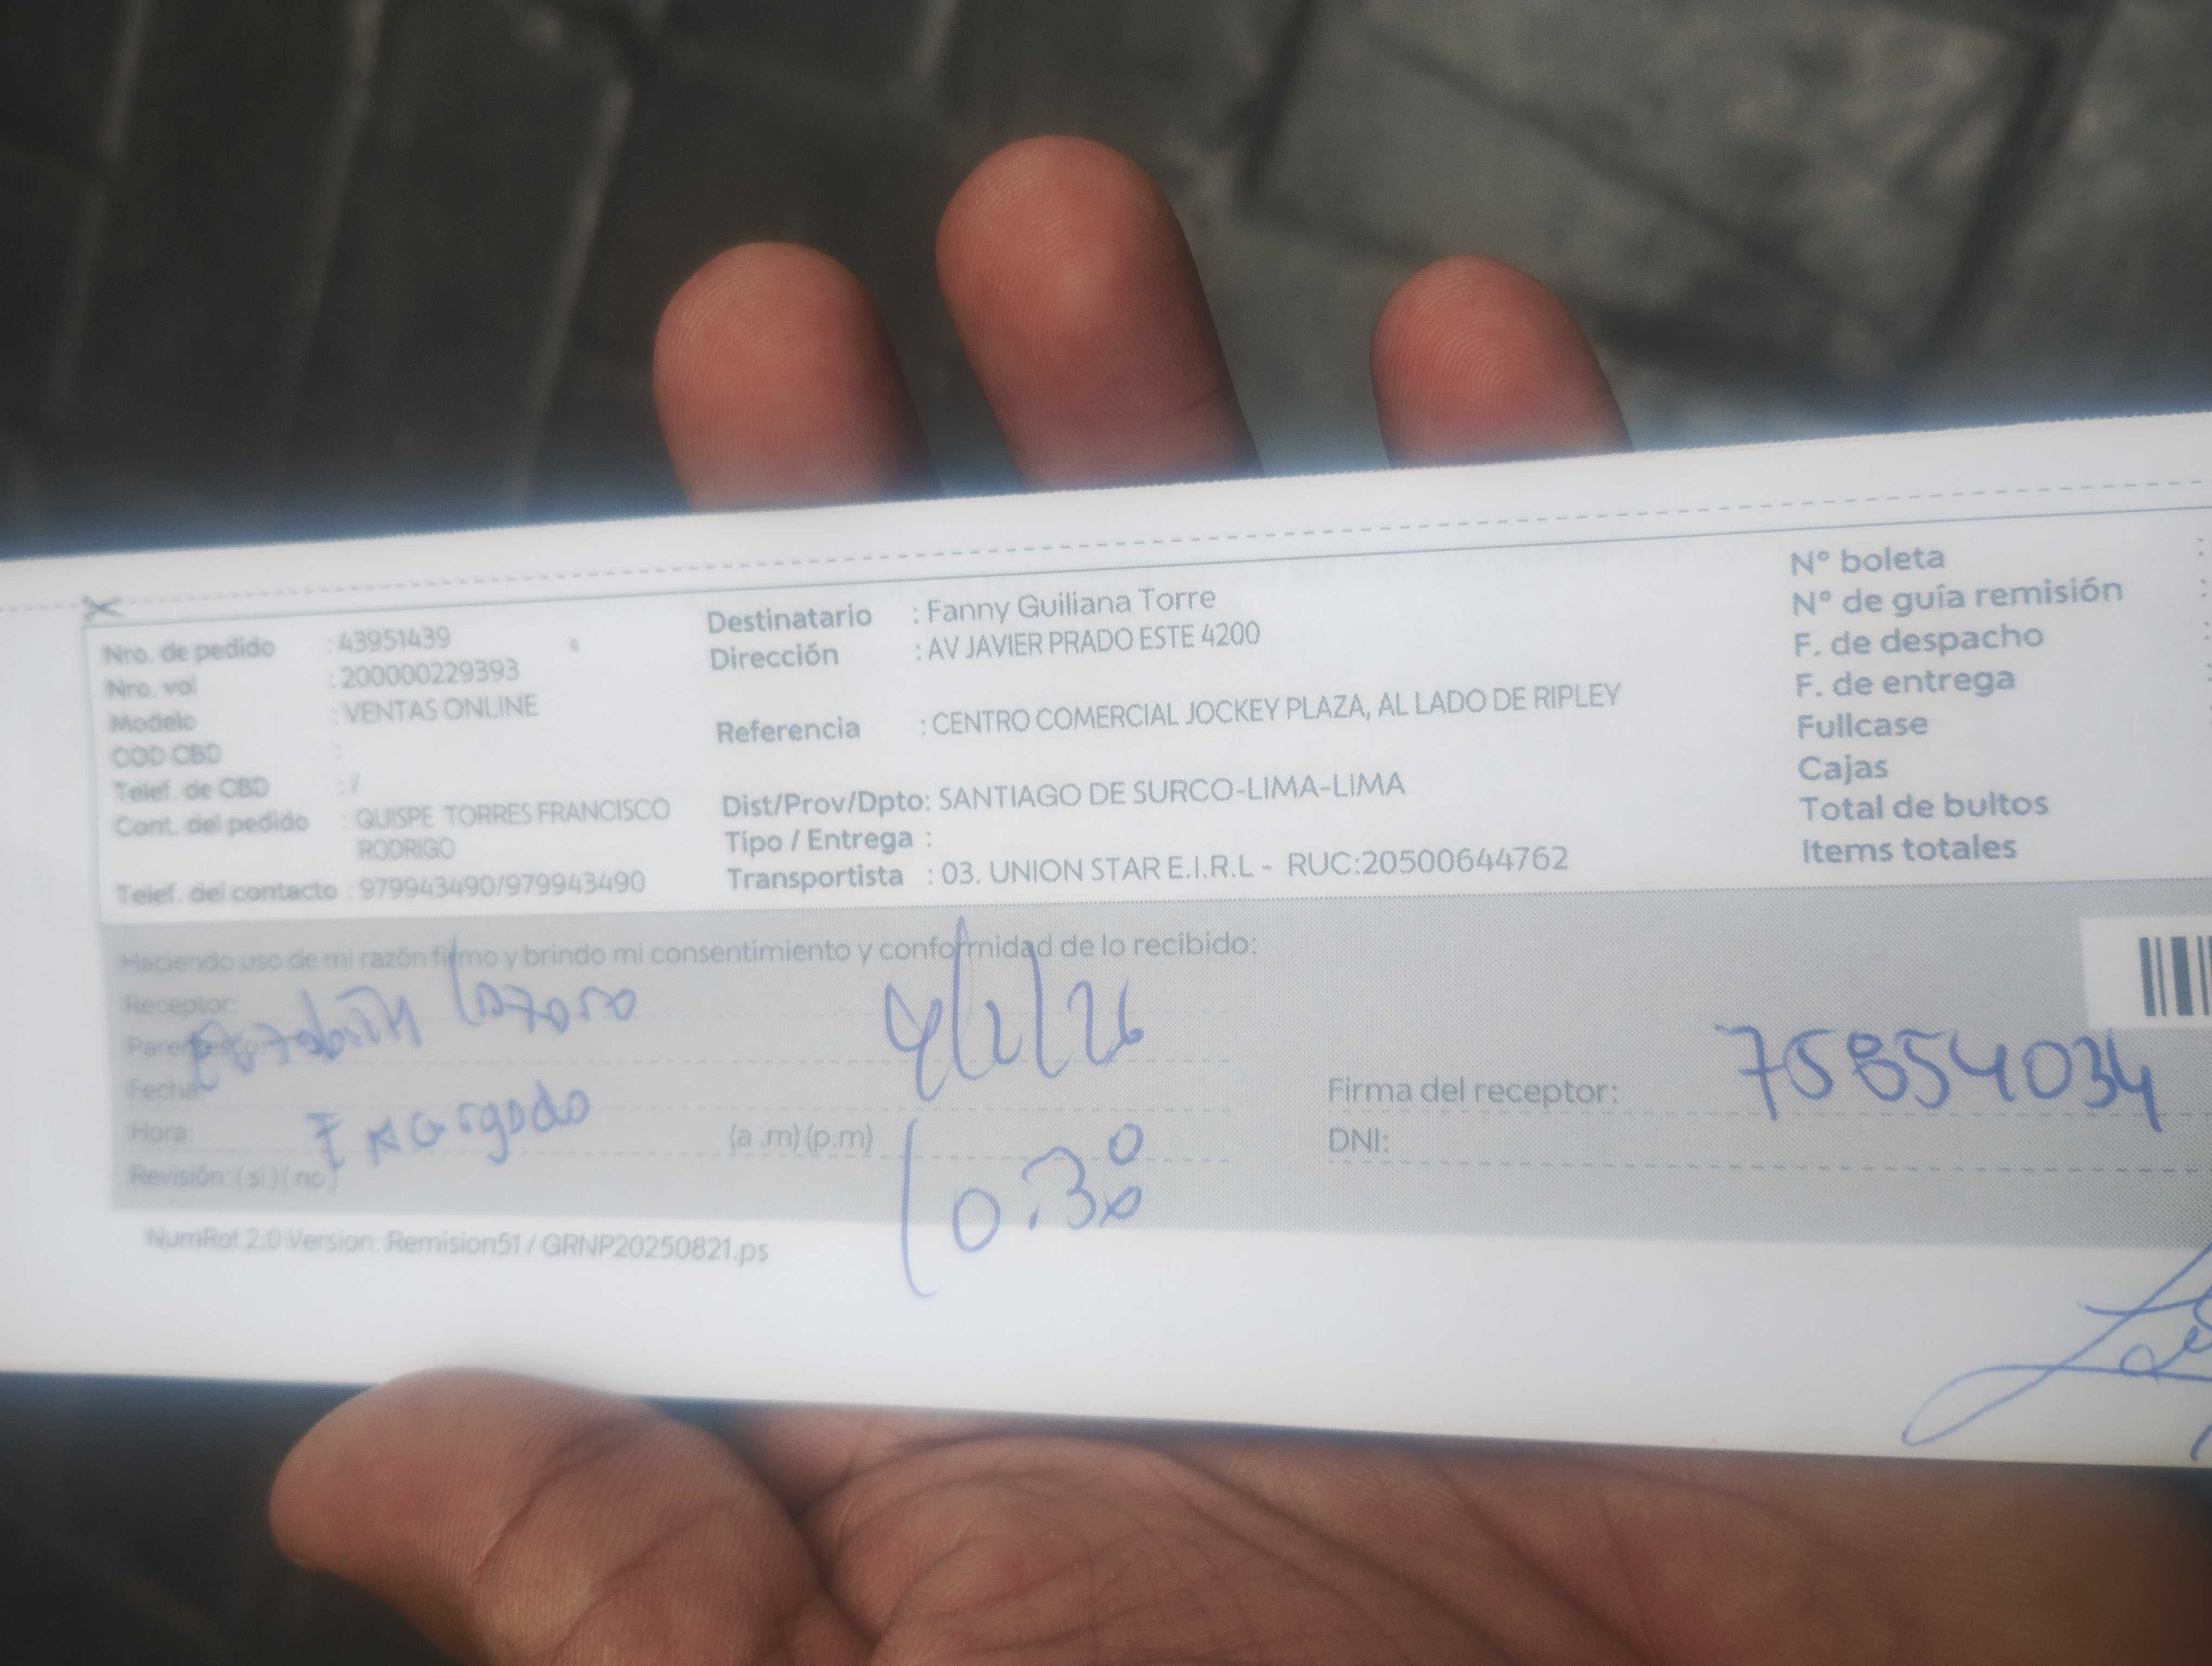 Nro. de pedido : 43951439
Nro. val : 200000229393
Modelo : VENTAS ONLINE
COD CBD :
Telef. de CBD : /
Cont. del pedido : QUISPE TORRES FRANCISCO
RODRIGO
Telef. del contacto : 979943490/979943490
Destinatario : Fanny Guiliana Torre
Dirección : AV JAVIER PRADO ESTE 4200
Referencia : CENTRO COMERCIAL JOCKEY PLAZA, AL LADO DE RIPLEY
Dist/Prov/Dpto: SANTIAGO DE SURCO-LIMA-LIMA
Tipo / Entrega :
Transportista : 03. UNION STAR E.I.R.L - RUC:20500644762
N° boleta :
N° de guía remisión :
F. de despacho :
F. de entrega :
Fullcase
Cajas
Total de bultos
Items totales
Haciendo uso de mi razón firmo y brindo mi consentimiento y conformidad de lo recibido:
Receptor:
Parentesco:
Fecha:
Hora: (a .m) (p.m)
Revisión: ( si ) ( no )
4/2/26
10:30
Firma del receptor: 75854034
DNI:
NumRot 2.0 Version: Remision51 / GRNP20250821.ps